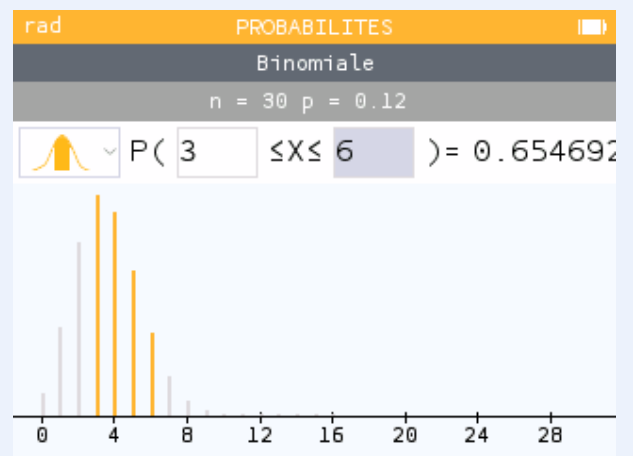 rad PROBABILITES
Binomiale
n = 30 p = 0.12
P( 3 ≤X≤ 6 )= 0.654692
0 4 8 12 16 20 24 28